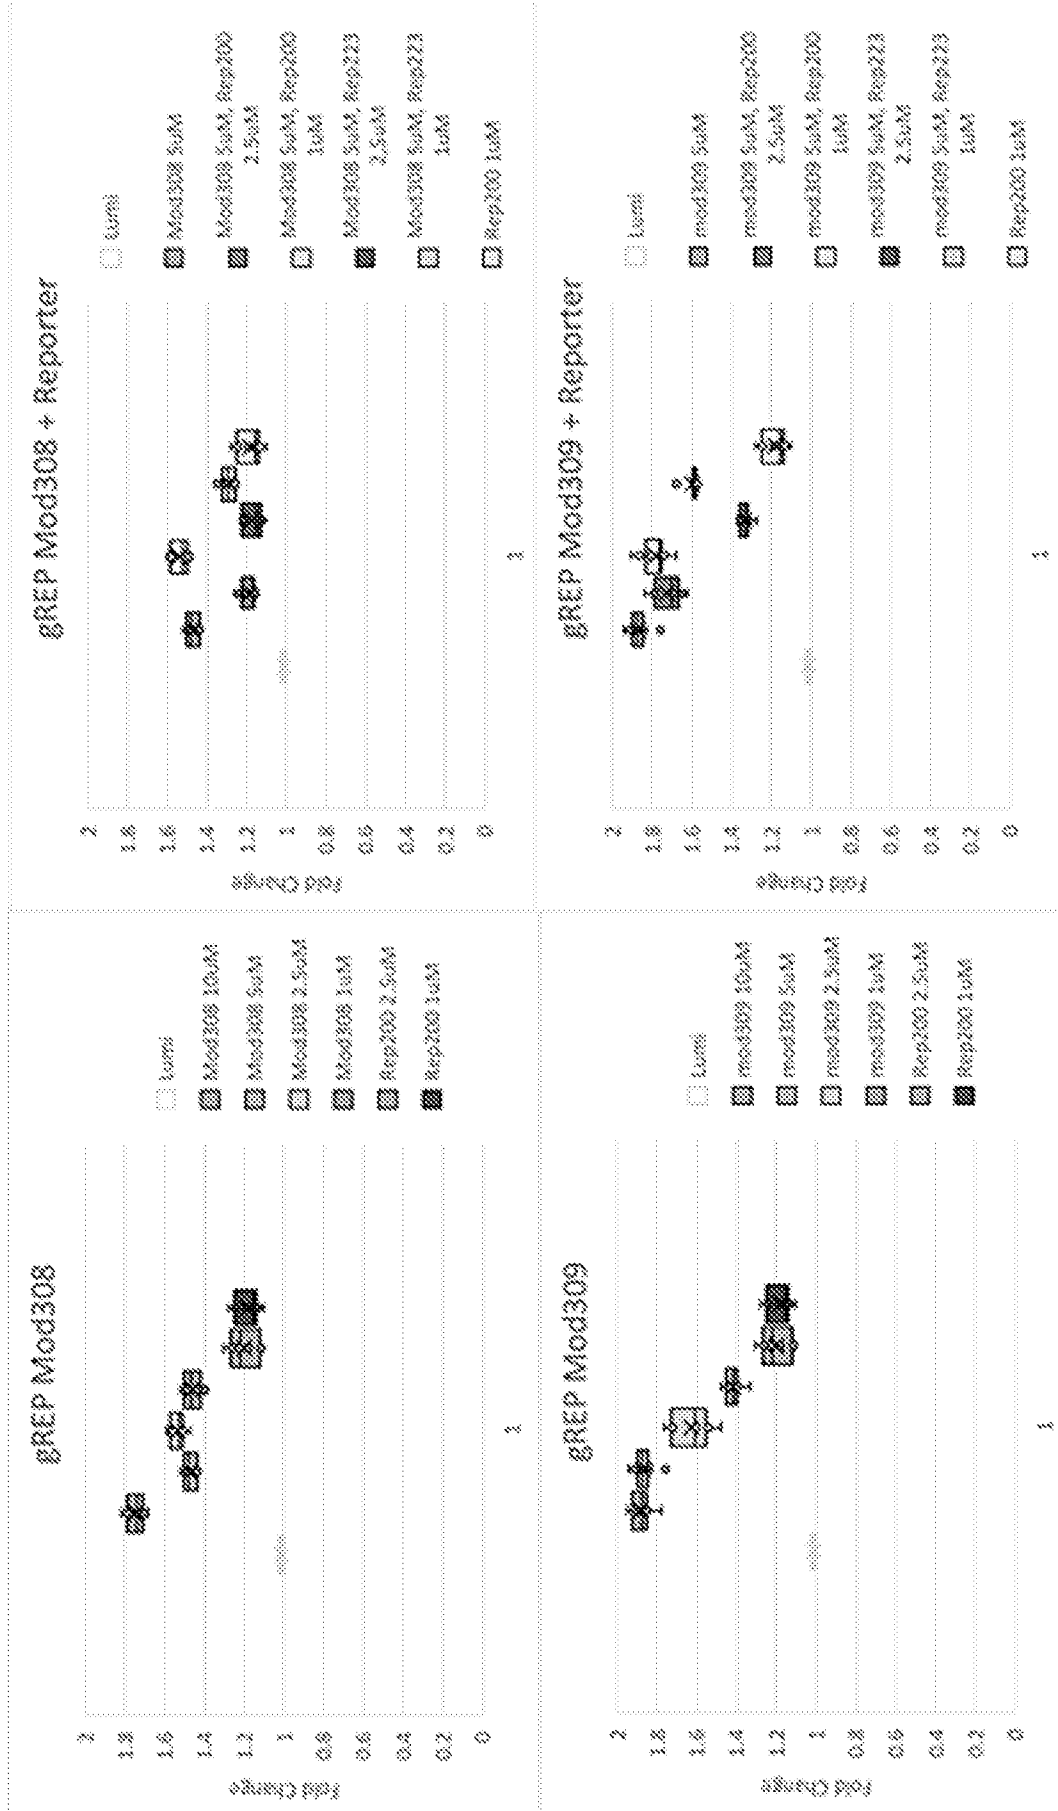 gREP Mod308
Fold Change
2
1.8
1.6
1.4
1.2
1
0.8
0.6
0.4
0.2
0
1
Lumi
Mod308 10uM
Mod308 5uM
Mod308 2.5uM
Mod308 1uM
Rep200 2.5uM
Rep200 1uM
gREP Mod308 + Reporter
Fold Change
2
1.8
1.6
1.4
1.2
1
0.8
0.6
0.4
0.2
0
1
Lumi
Mod308 5uM
Mod308 5uM, Rep200
2.5uM
Mod308 5uM, Rep200
1uM
Mod308 5uM, Rep223
2.5uM
Mod308 5uM, Rep223
1uM
Rep200 1uM
gREP Mod309
Fold Change
2
1.8
1.6
1.4
1.2
1
0.8
0.6
0.4
0.2
0
1
Lumi
mod309 10uM
mod309 5uM
mod309 2.5uM
mod309 1uM
Rep200 2.5uM
Rep200 1uM
gREP Mod309 + Reporter
Fold Change
2
1.8
1.6
1.4
1.2
1
0.8
0.6
0.4
0.2
0
1
Lumi
mod309 5uM
mod309 5uM, Rep200
2.5uM
mod309 5uM, Rep200
1uM
mod309 5uM, Rep223
2.5uM
mod309 5uM, Rep223
1uM
Rep200 1uM